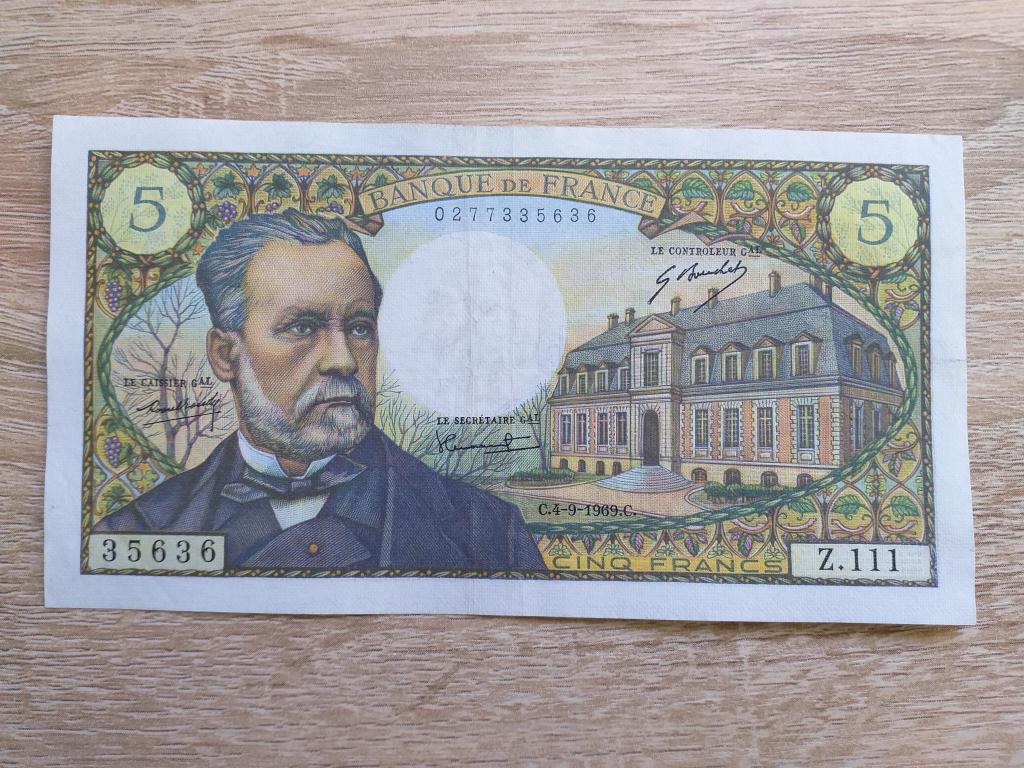 BANQUE DE FRANCE
5
0277335636
5
LE CONTROLEUR GAL
G Bouchet
LE CAISSIER GAL
LE SECRÉTAIRE GAL
C.4-9-1969.C.
35636
CINQ FRANCS
Z.111